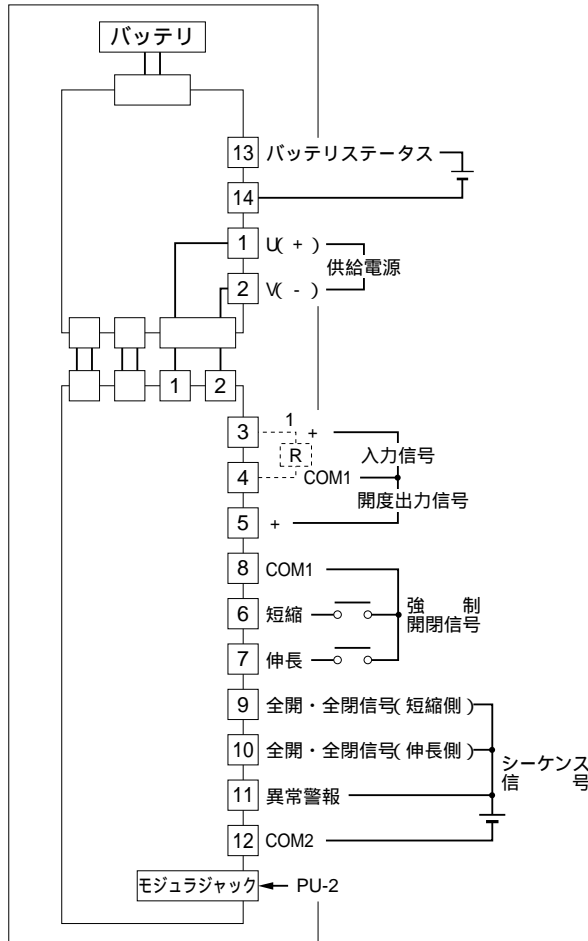 バッテリ
13 バッテリステータス
14
1 U( + )
供給電源
2 V( - )
1 2
3 1 +
入力信号
R
4 COM1
開度出力信号
5 +
8 COM1
6 短縮
強 制
開閉信号
7 伸長
9 全開・全閉信号( 短縮側 )
10 全開・全閉信号( 伸長側 )
シーケンス
信 号
11 異常警報
12 COM2
モジュラジャック PU-2